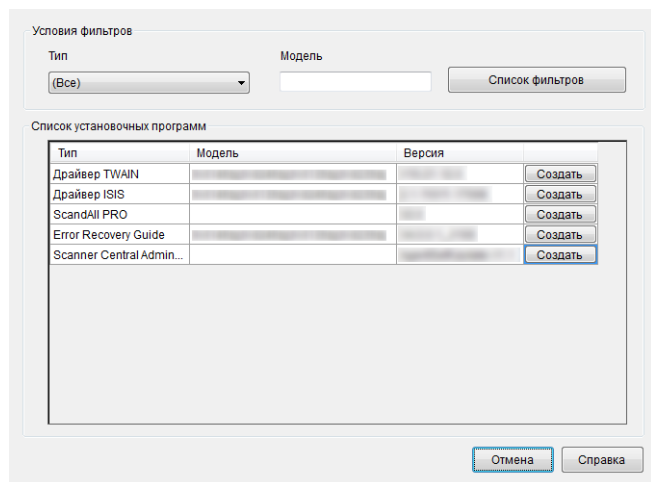 Условия фильтров
Тип Модель
(Все) Список фильтров
Список установочных программ
Тип Модель Версия
Драйвер TWAIN Создать
Драйвер ISIS Создать
ScandAll PRO Создать
Error Recovery Guide Создать
Scanner Central Admin... Создать
Отмена Справка